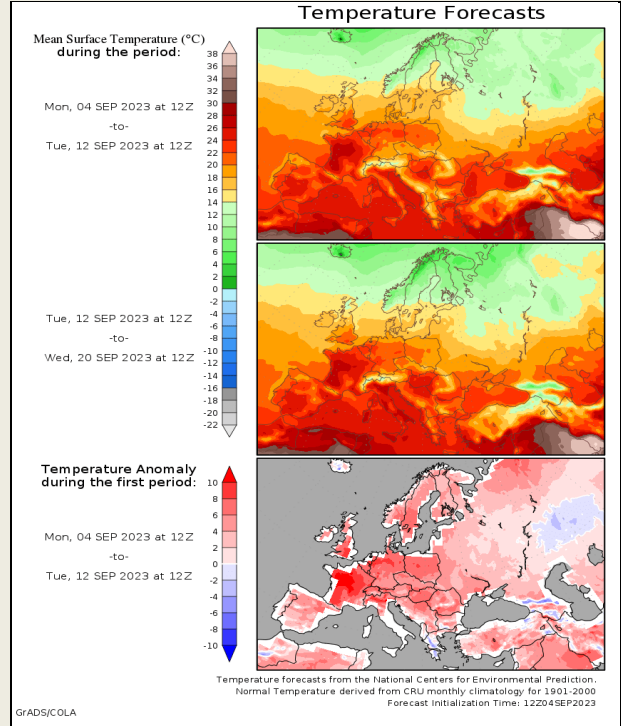 Temperature Forecasts
Mean Surface Temperature (°C)
during the period:
Mon, 04 SEP 2023 at 12Z
-to-
Tue, 12 SEP 2023 at 12Z
38
36
34
32
30
28
26
24
22
20
18
16
14
12
10
8
6
4
2
0
-2
-4
-6
-8
-10
-12
-14
-16
-18
-20
-22
Tue, 12 SEP 2023 at 12Z
-to-
Wed, 20 SEP 2023 at 12Z
Temperature Anomaly
during the first period:
Mon, 04 SEP 2023 at 12Z
-to-
Tue, 12 SEP 2023 at 12Z
10
8
6
4
2
0
-2
-4
-6
-8
-10
Temperature forecasts from the National Centers for Environmental Prediction.
Normal Temperature derived from CRU monthly climatology for 1901-2000
Forecast Initialization Time: 12Z04SEP2023
GrADS/COLA